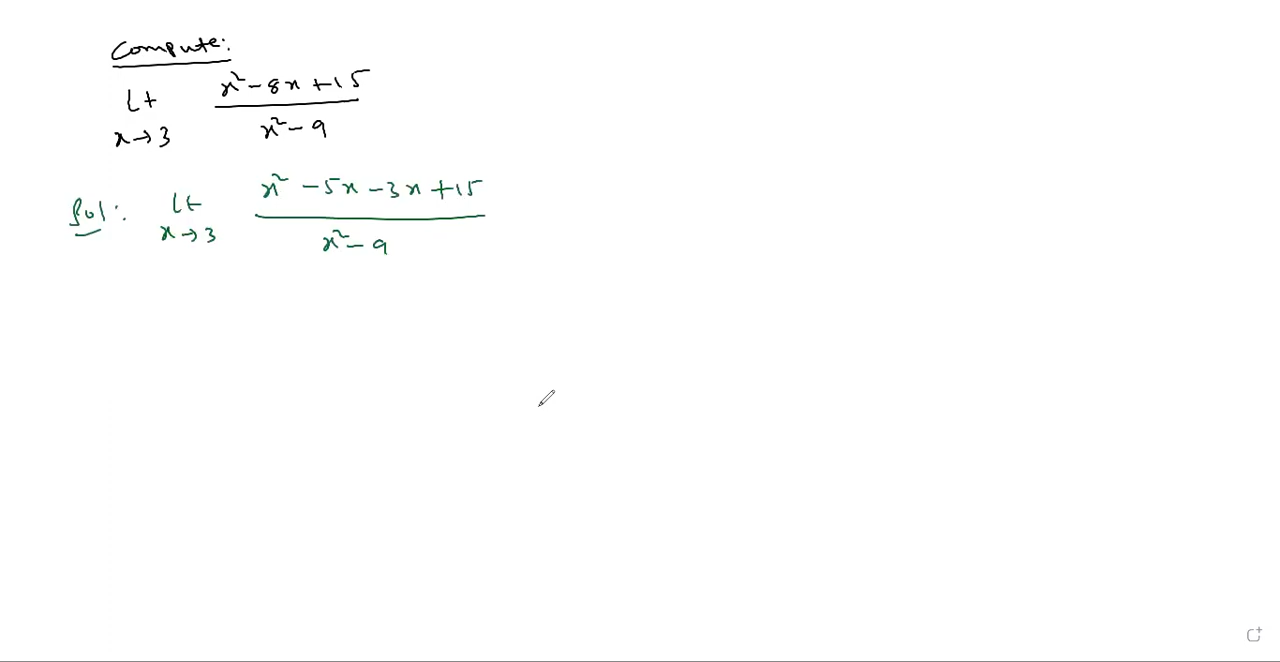 Compute:
Lt x²-8x+15
x→3 x²-9
Sol: Lt x²-5x-3x+15
x→3 x²-9